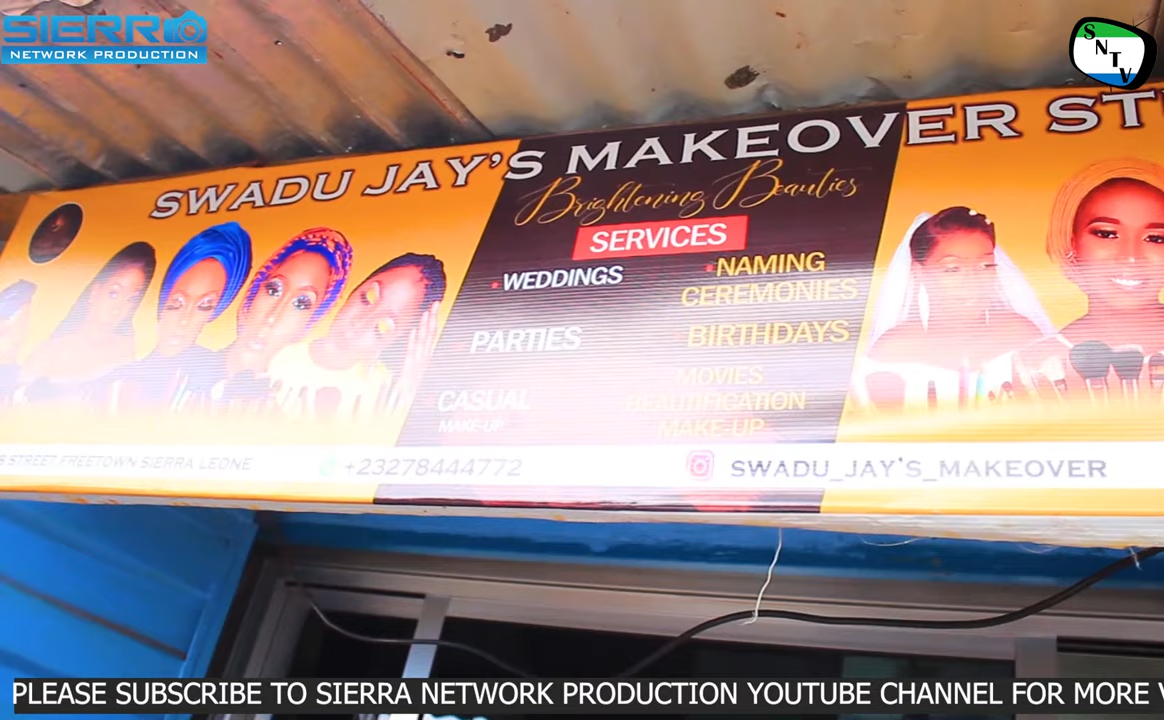 SIERRO
NETWORK PRODUCTION
SNTV
SWADU JAY'S MAKEOVER ST
Brightening Beauties
SERVICES
WEDDINGS
NAMING
CEREMONIES
PARTIES
BIRTHDAYS
CASUAL
MAKE-UP
MOVIES
BEAUTIFICATION
MAKE-UP
STREET FREETOWN SIERRA LEONE
+23278444772
SWADU_JAY'S_MAKEOVER
PLEASE SUBSCRIBE TO SIERRA NETWORK PRODUCTION YOUTUBE CHANNEL FOR MORE V